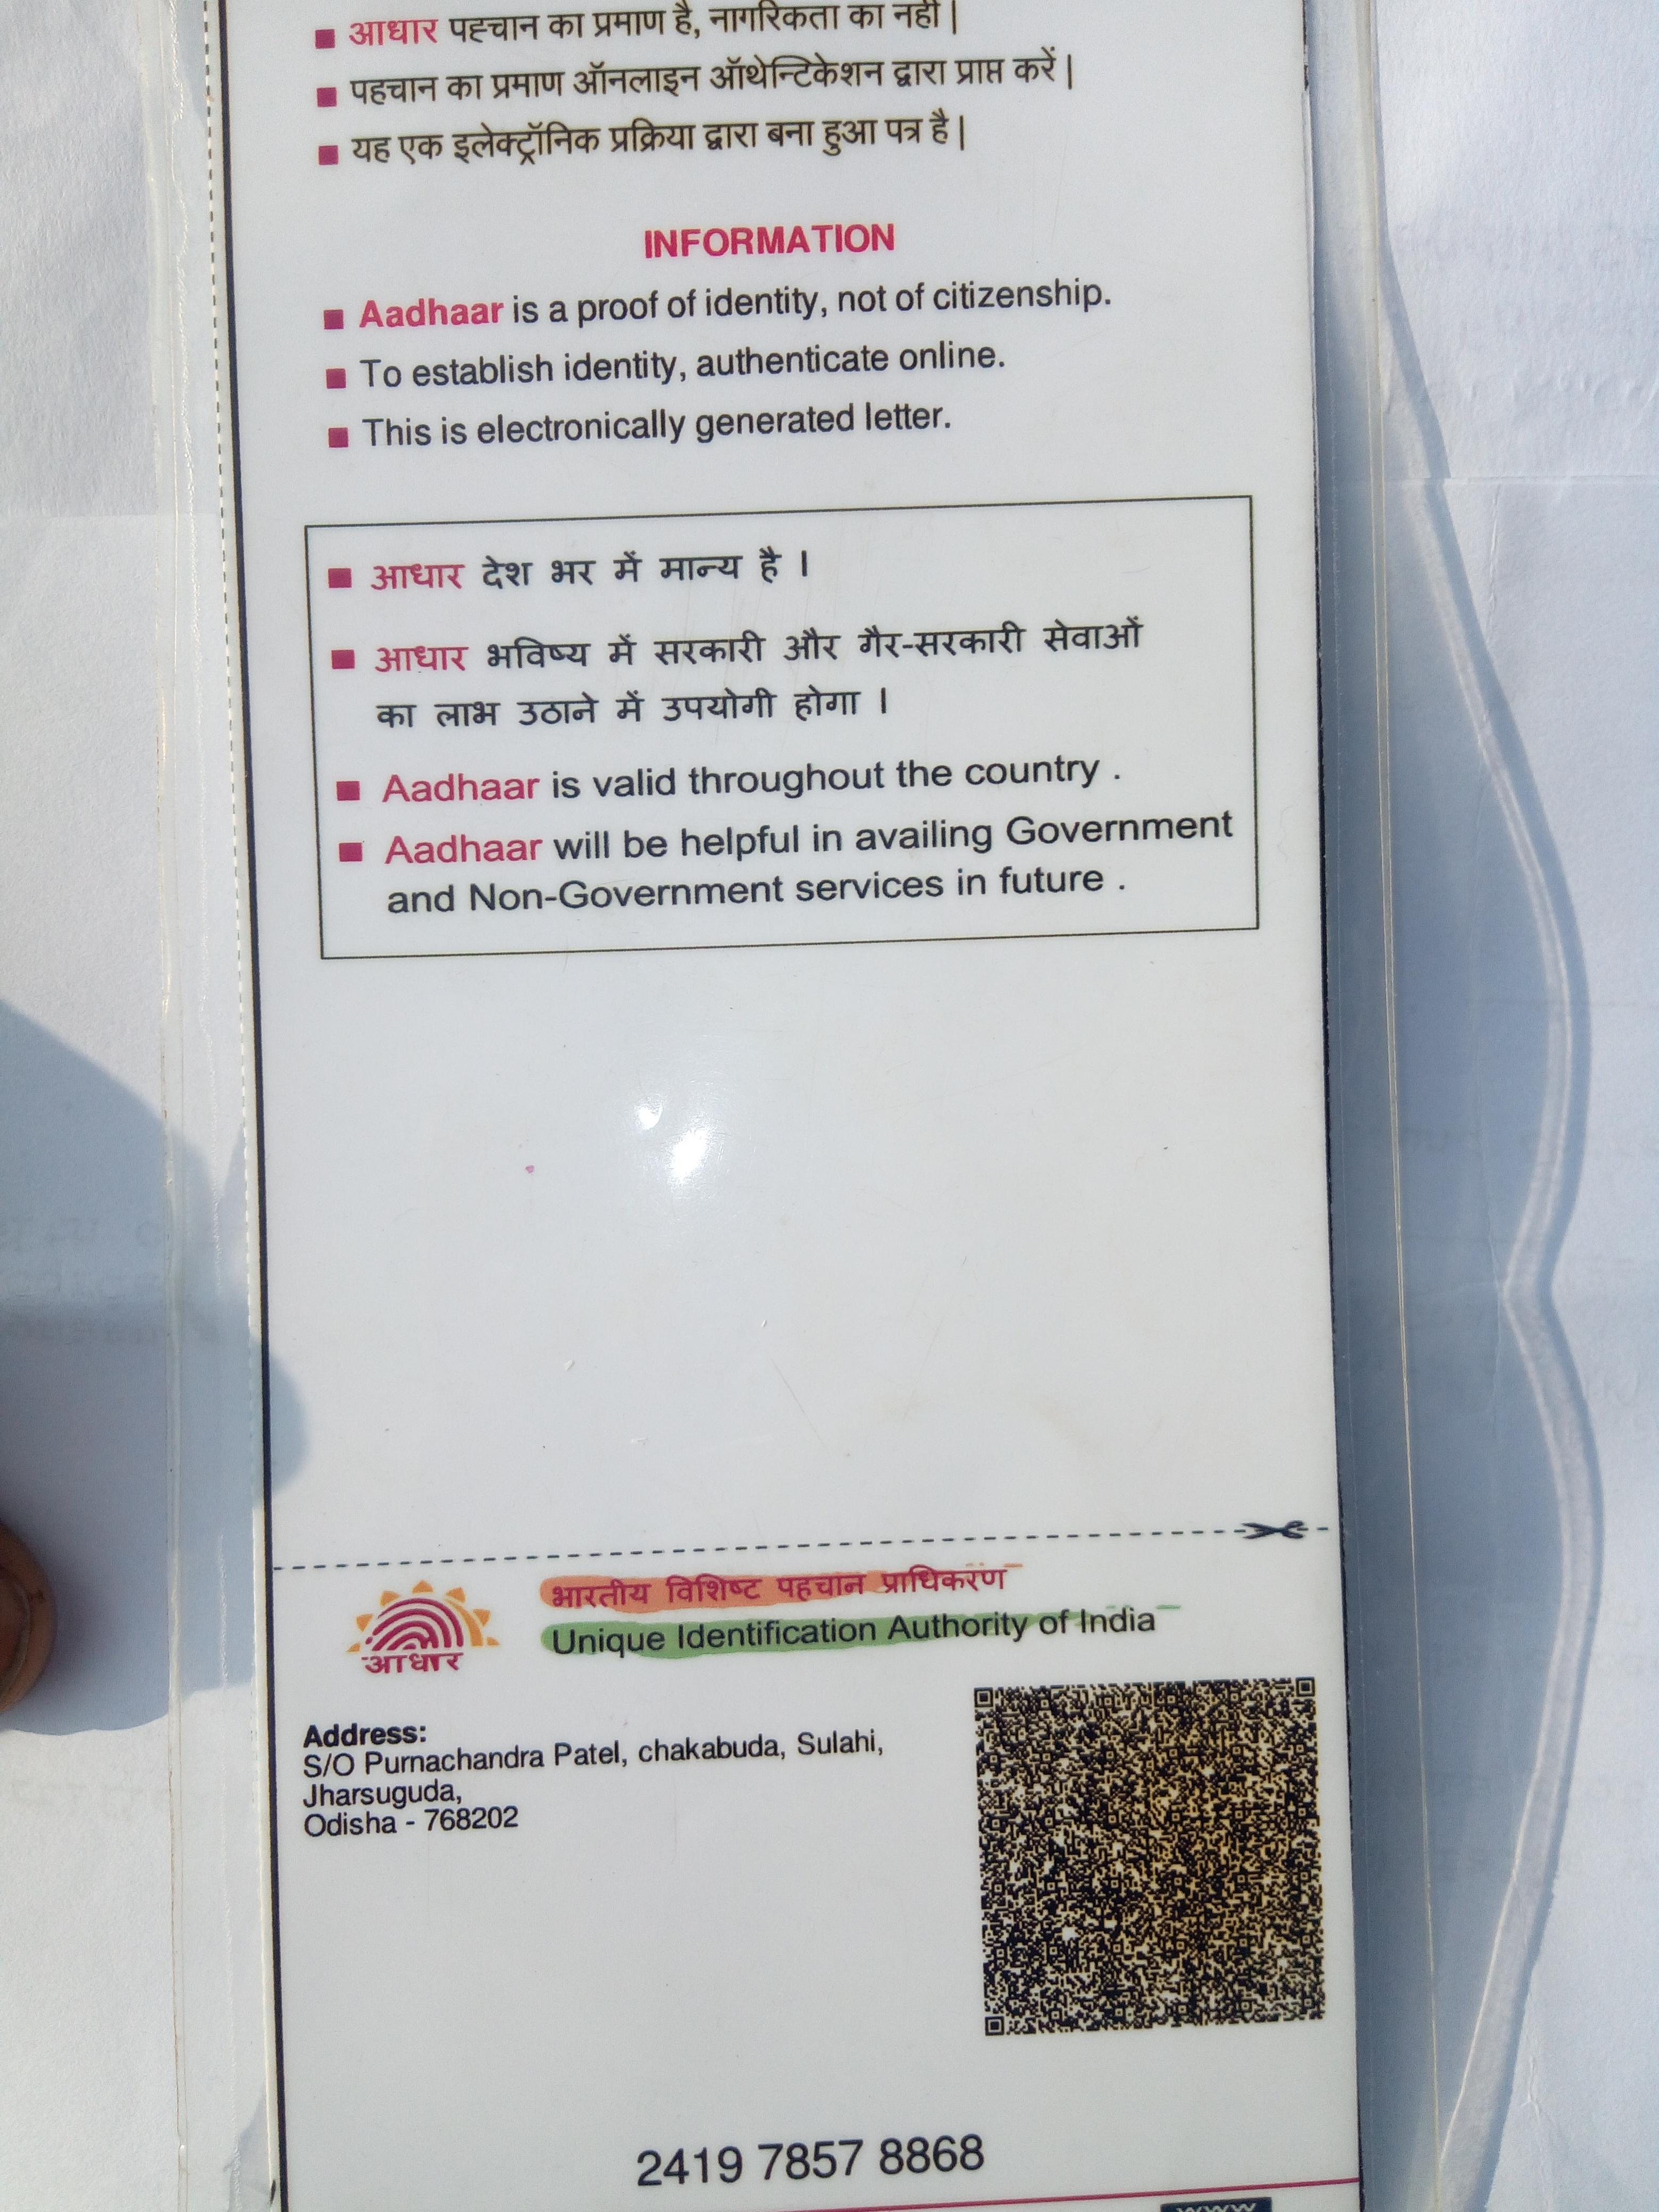 आधार पहचान का प्रमाण है, नागरिकता का नहीं |
पहचान का प्रमाण ऑनलाइन ऑथेन्टिकेशन द्वारा प्राप्त करें |
यह एक इलेक्ट्रॉनिक प्रक्रिया द्वारा बना हुआ पत्र है |
INFORMATION
Aadhaar is a proof of identity, not of citizenship.
To establish identity, authenticate online.
This is electronically generated letter.
आधार देश भर में मान्य है ।
आधार भविष्य में सरकारी और गैर-सरकारी सेवाओं
का लाभ उठाने में उपयोगी होगा ।
Aadhaar is valid throughout the country .
Aadhaar will be helpful in availing Government
and Non-Government services in future .
भारतीय विशिष्ट पहचान प्राधिकरण
Unique Identification Authority of India
आधार
Address:
S/O Purnachandra Patel, chakabuda, Sulahi,
Jharsuguda,
Odisha - 768202
2419 7857 8868
www